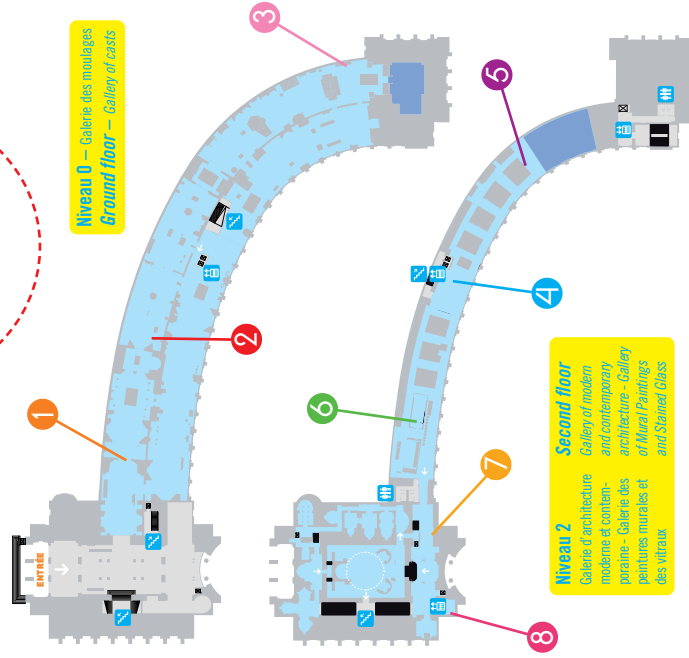 Niveau 0 – Galerie des moulages
Ground floor – Gallery of casts
3
5
2
4
1
6
7
ENTRÉE
8
Niveau 2
Galerie d'architecture
moderne et contem-
poraine - Galerie des
peintures murales et
des vitraux
Second floor
Gallery of modern
and contemporary
architecture - Gallery
of Mural Paintings
and Stained Glass